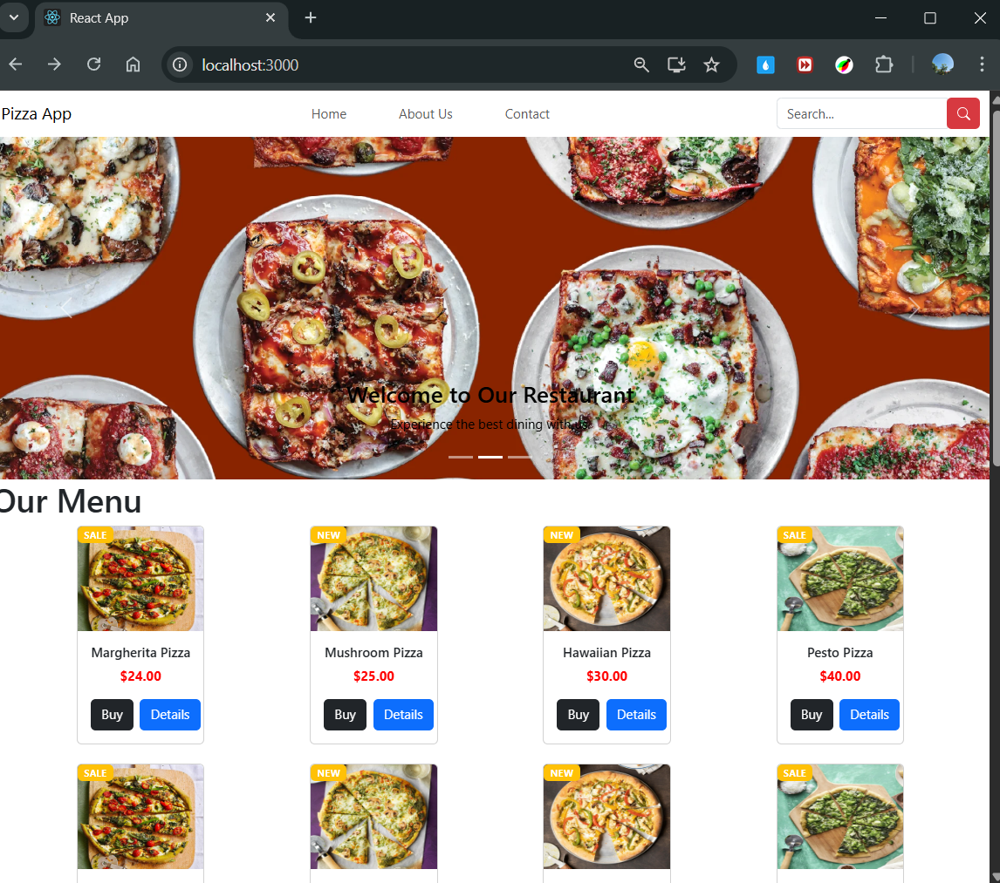 React App
localhost:3000
Pizza App
Home
About Us
Contact
Search...
Welcome to Our Restaurant
Experience the best dining with us.
Our Menu
SALE
NEW
NEW
SALE
Margherita Pizza
Mushroom Pizza
Hawaiian Pizza
Pesto Pizza
$24.00
$25.00
$30.00
$40.00
Buy
Details
Buy
Details
Buy
Details
Buy
Details
SALE
NEW
NEW
SALE